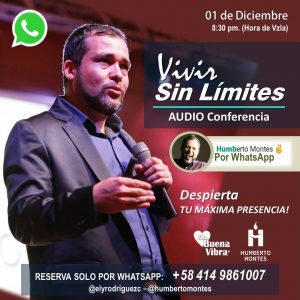 01 de Diciembre
8:30 pm. (Hora de Vzla)
Vivir
Sin Límites
AUDIO Conferencia
Humberto Montes
Por WhatsApp
Despierta
TU MÁXIMA PRESENCIA!
Buena
Vibra
HUMBERTO
MONTES
RESERVA SOLO POR WHATSAPP: +58 414 9861007
@elyrodriguezc – @humbertomontes